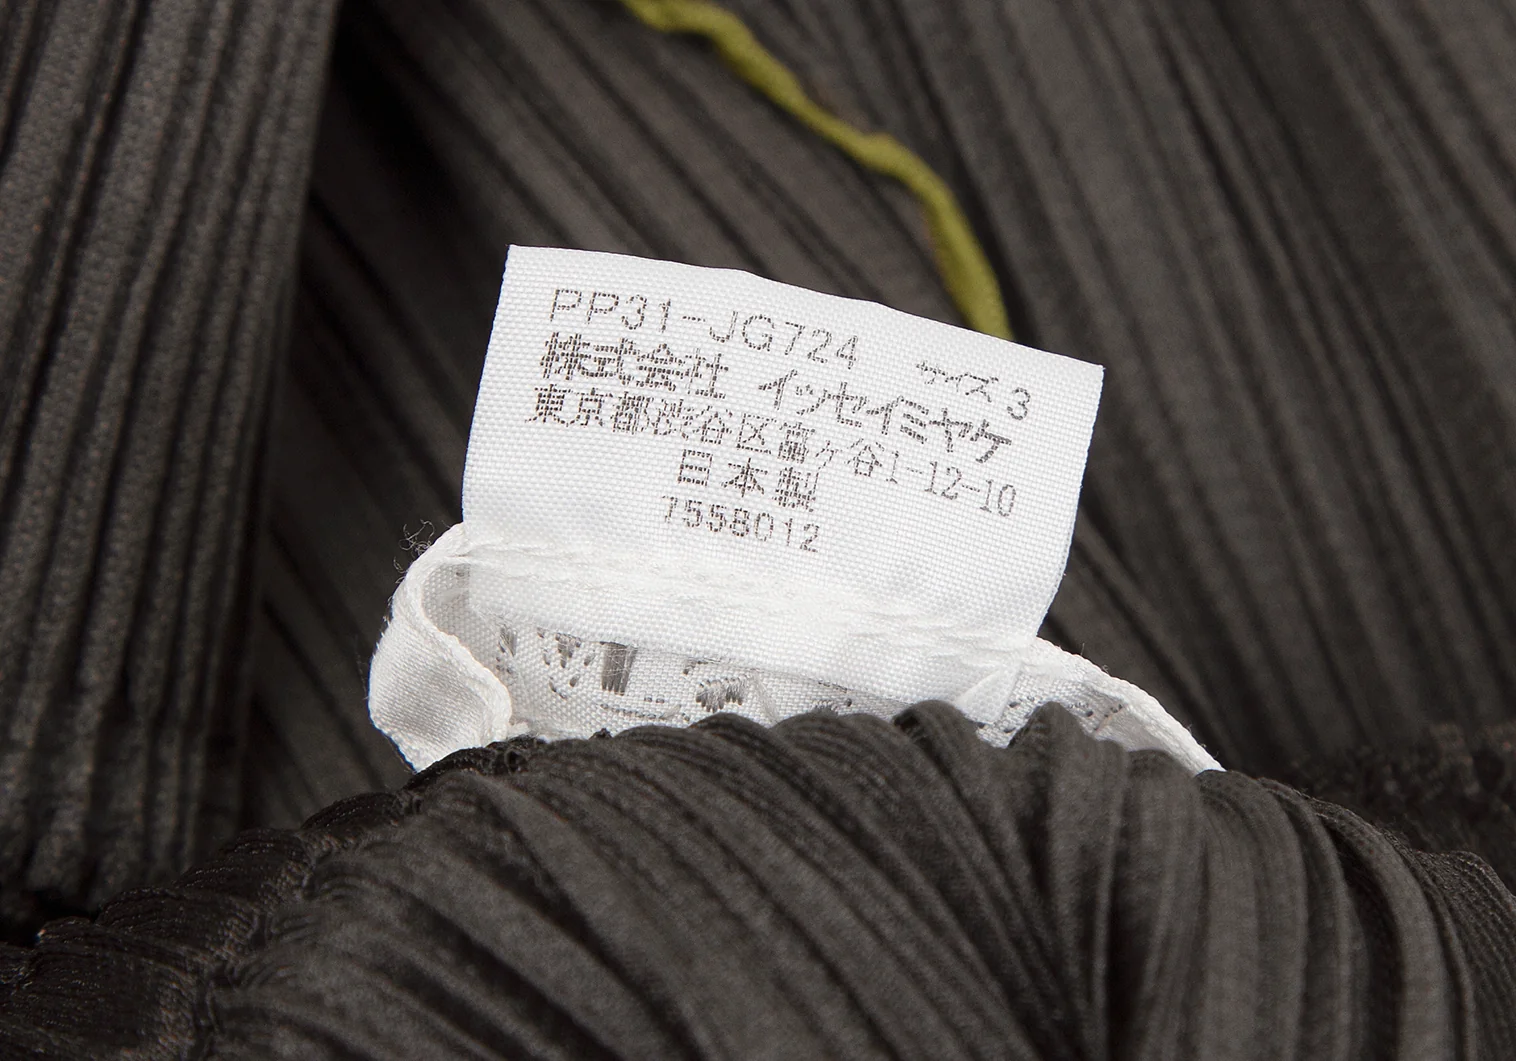 PP31-JG724 サイズ 3
株式会社 イッセイミヤケ
東京都渋谷区富ヶ谷1-12-10
日本製
7558012